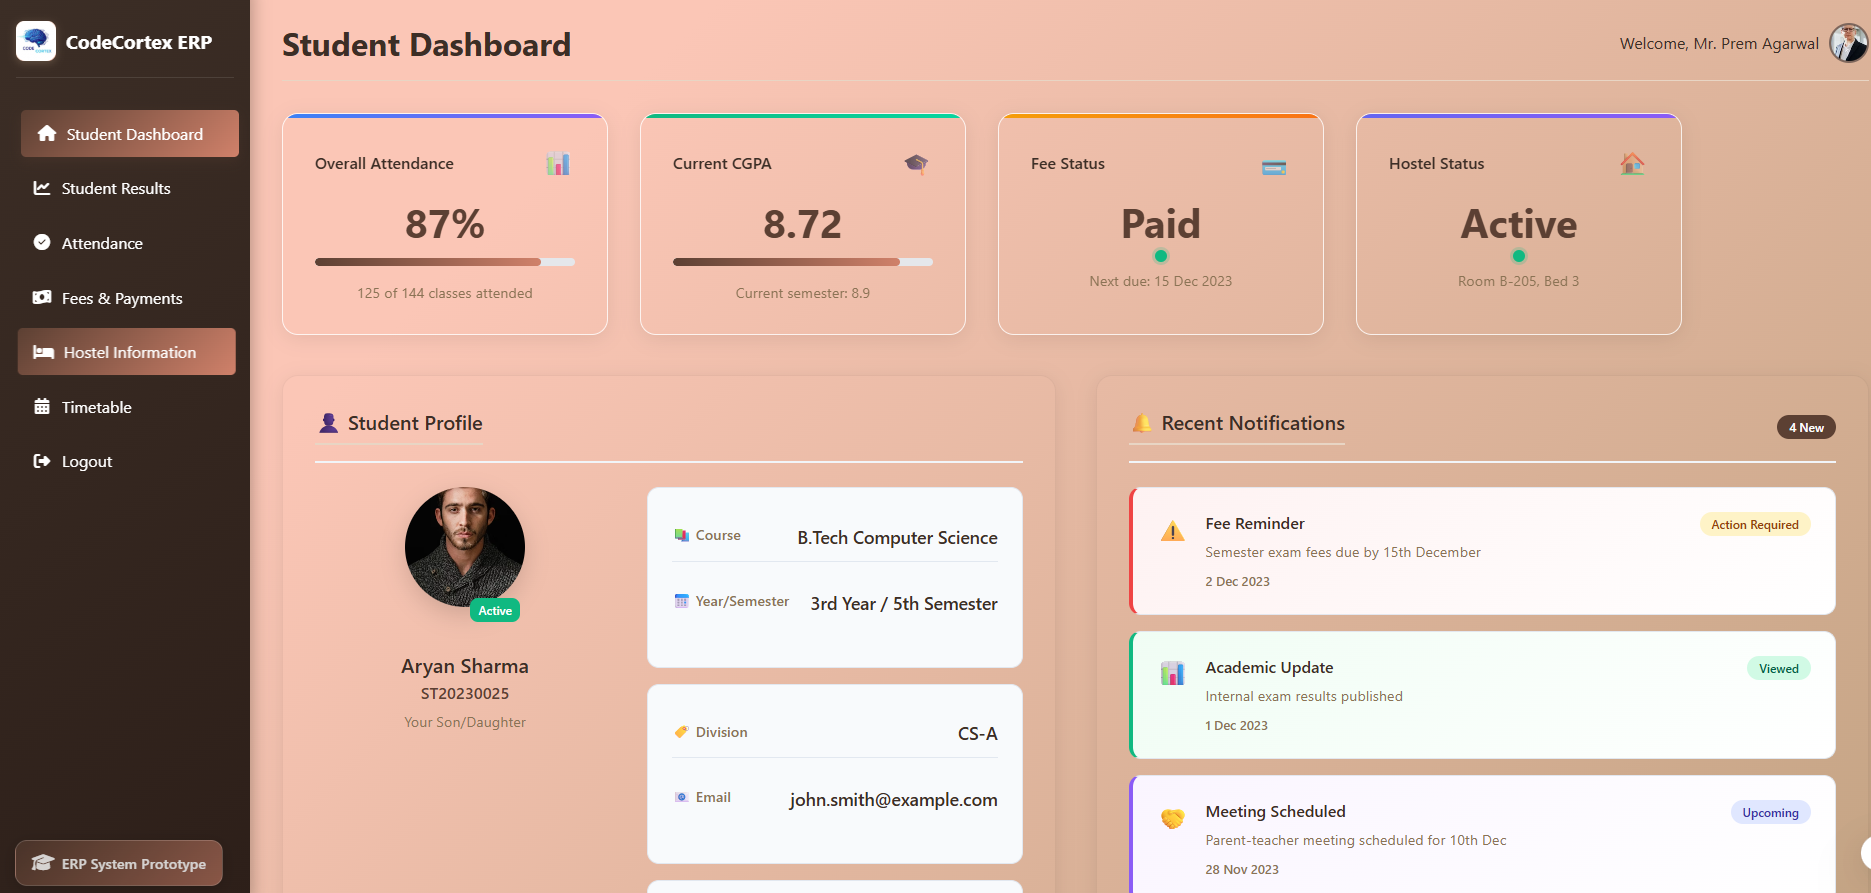 CodeCortex ERP
Student Dashboard
Student Results
Attendance
Fees & Payments
Hostel Information
Timetable
Logout
ERP System Prototype
Student Dashboard
Welcome, Mr. Prem Agarwal
Overall Attendance
87%
125 of 144 classes attended
Current CGPA
8.72
Current semester: 8.9
Fee Status
Paid
Next due: 15 Dec 2023
Hostel Status
Active
Room B-205, Bed 3
Student Profile
Active
Aryan Sharma
ST20230025
Your Son/Daughter
Course B.Tech Computer Science
Year/Semester 3rd Year / 5th Semester
Division CS-A
Email john.smith@example.com
Recent Notifications
4 New
Fee Reminder
Action Required
Semester exam fees due by 15th December
2 Dec 2023
Academic Update
Viewed
Internal exam results published
1 Dec 2023
Meeting Scheduled
Upcoming
Parent-teacher meeting scheduled for 10th Dec
28 Nov 2023